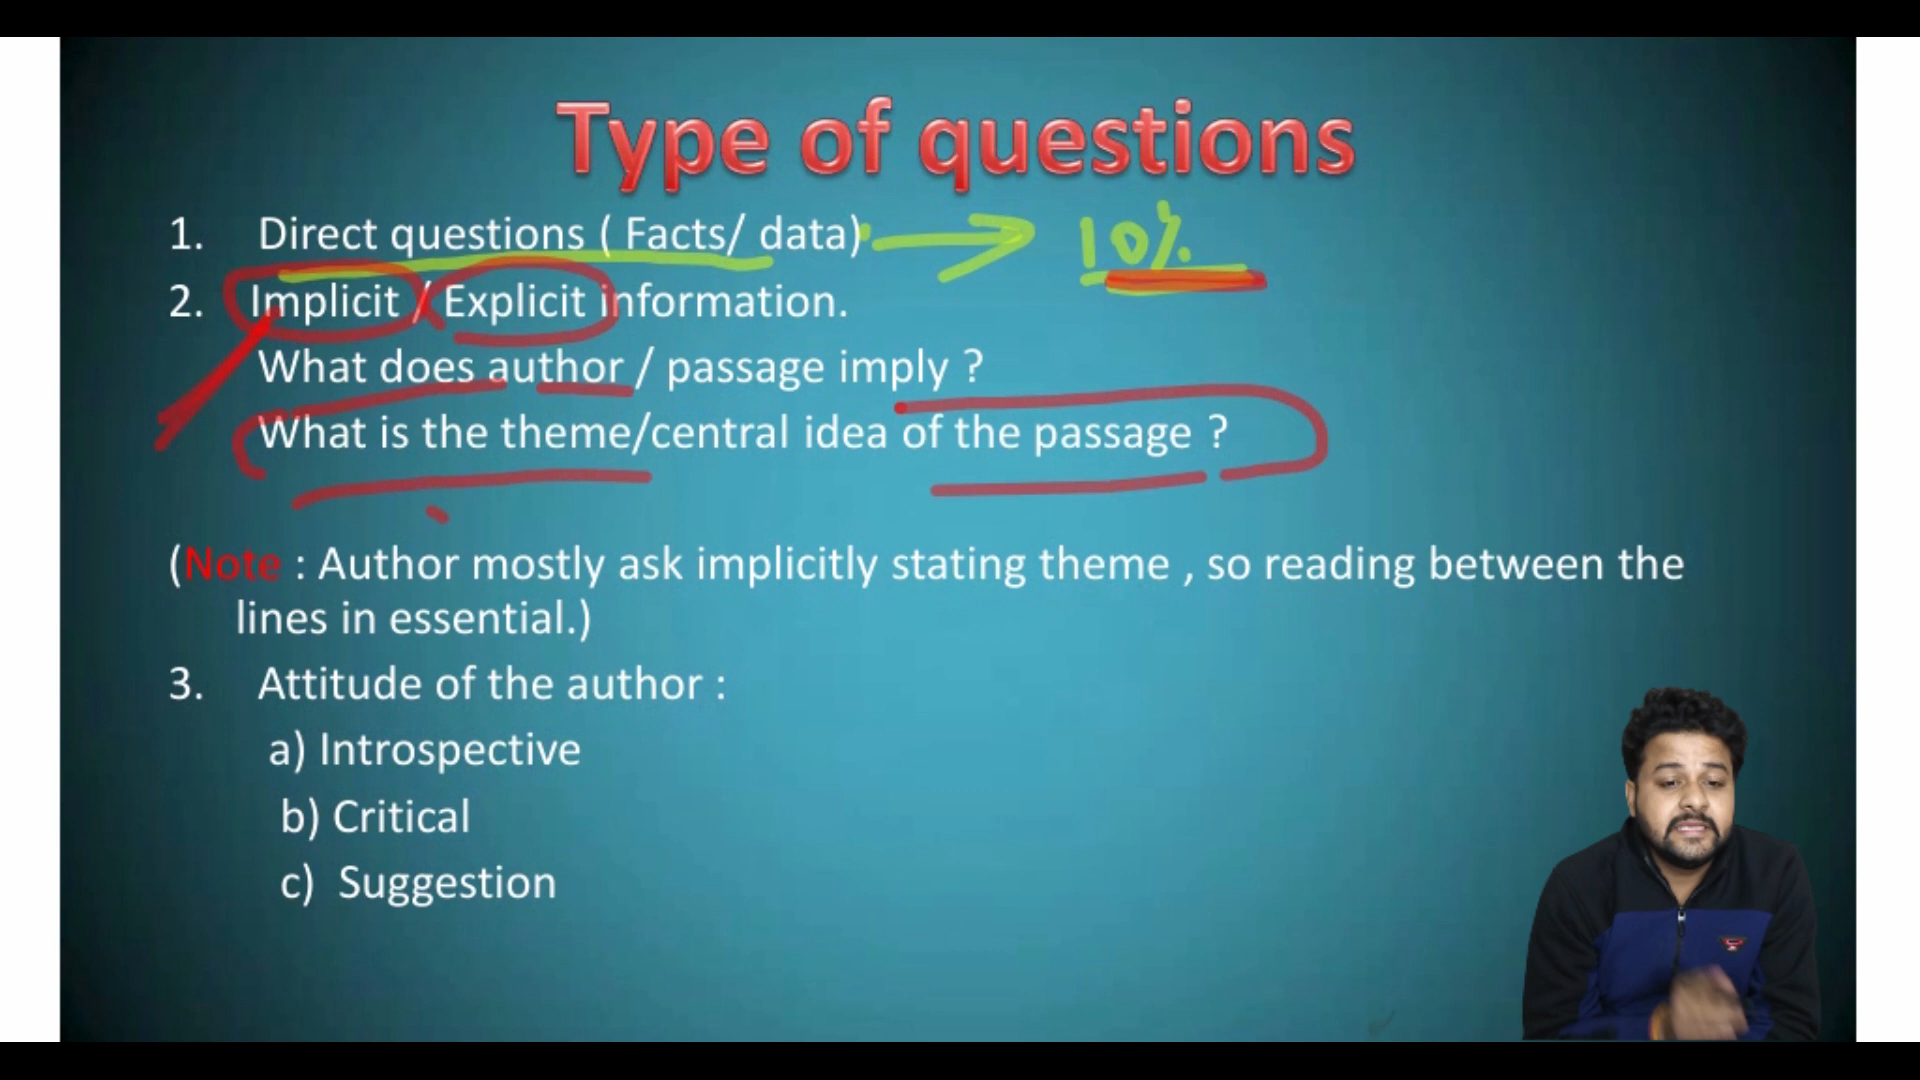 Type of questions
1. Direct questions ( Facts/ data) 10%
2. Implicit / Explicit information.
What does author / passage imply ?
What is the theme/central idea of the passage ?
(Note : Author mostly ask implicitly stating theme , so reading between the
lines in essential.)
3. Attitude of the author :
a) Introspective
b) Critical
c) Suggestion